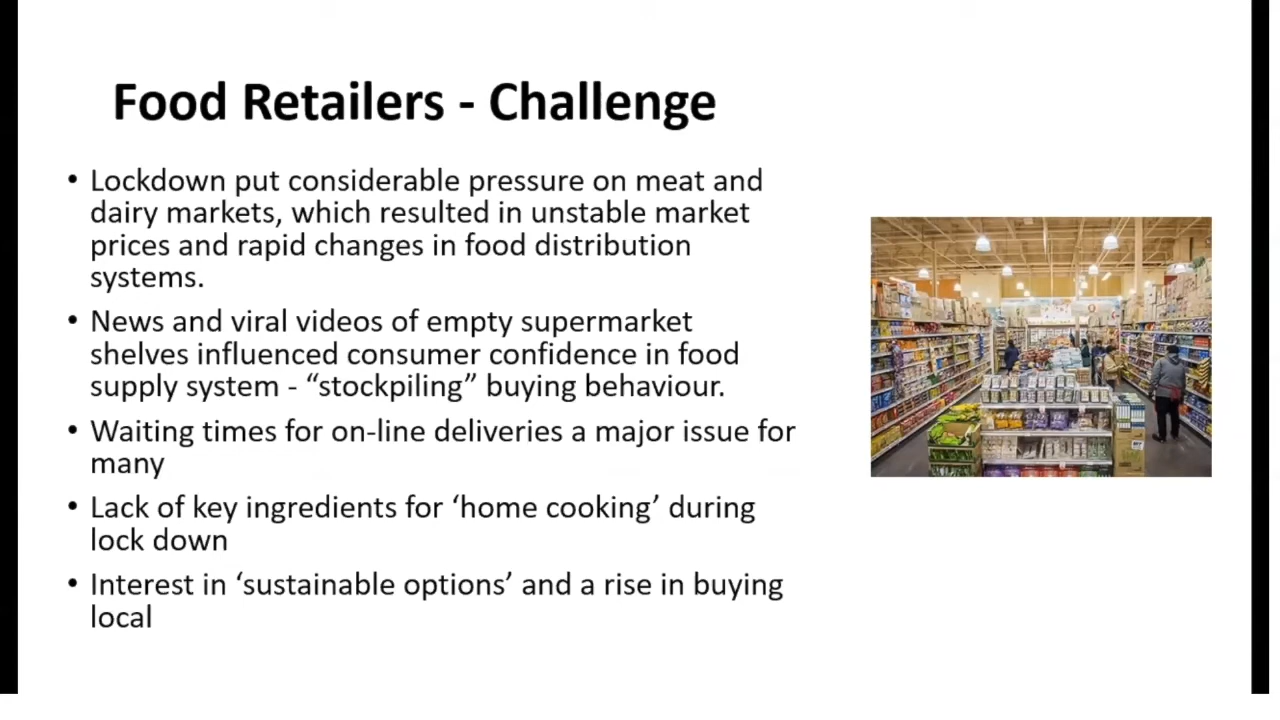 Food Retailers - Challenge
• Lockdown put considerable pressure on meat and
dairy markets, which resulted in unstable market
prices and rapid changes in food distribution
systems.
• News and viral videos of empty supermarket
shelves influenced consumer confidence in food
supply system - “stockpiling” buying behaviour.
• Waiting times for on-line deliveries a major issue for
many
• Lack of key ingredients for ‘home cooking’ during
lock down
• Interest in ‘sustainable options’ and a rise in buying
local